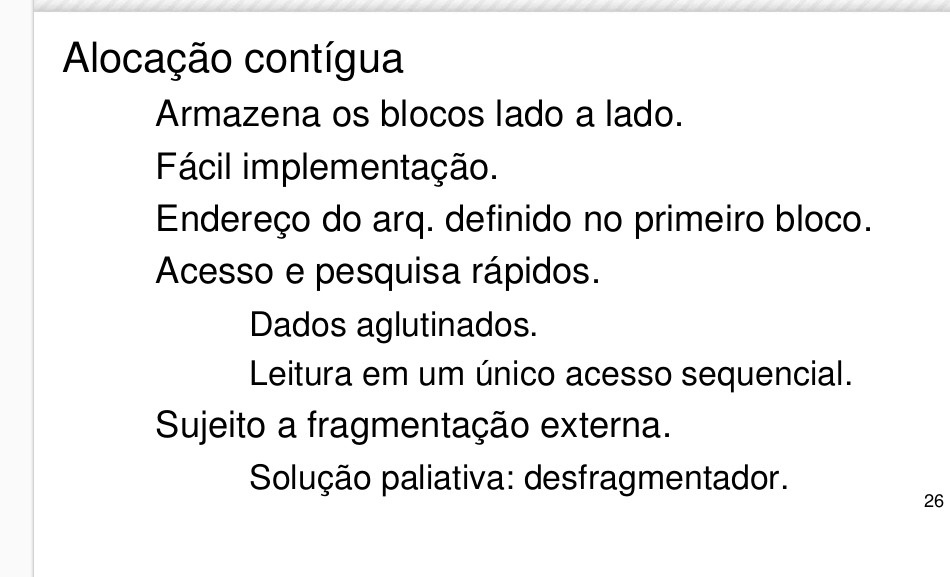 Alocação contígua
Armazena os blocos lado a lado.
Fácil implementação.
Endereço do arq. definido no primeiro bloco.
Acesso e pesquisa rápidos.
Dados aglutinados.
Leitura em um único acesso sequencial.
Sujeito a fragmentação externa.
Solução paliativa: desfragmentador.
26